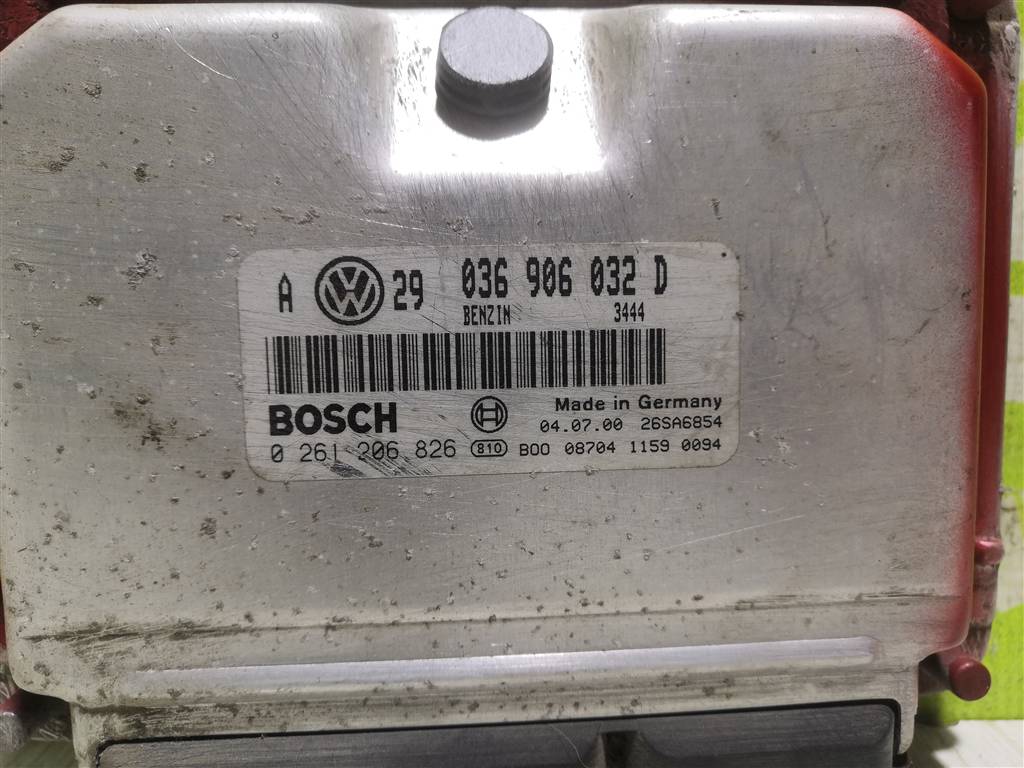 A VW 29 036 906 032 D
BENZIN 3444
BOSCH Made in Germany
04.07.00 26SA6854
0 261 206 826 810 B00 08704 1159 0094